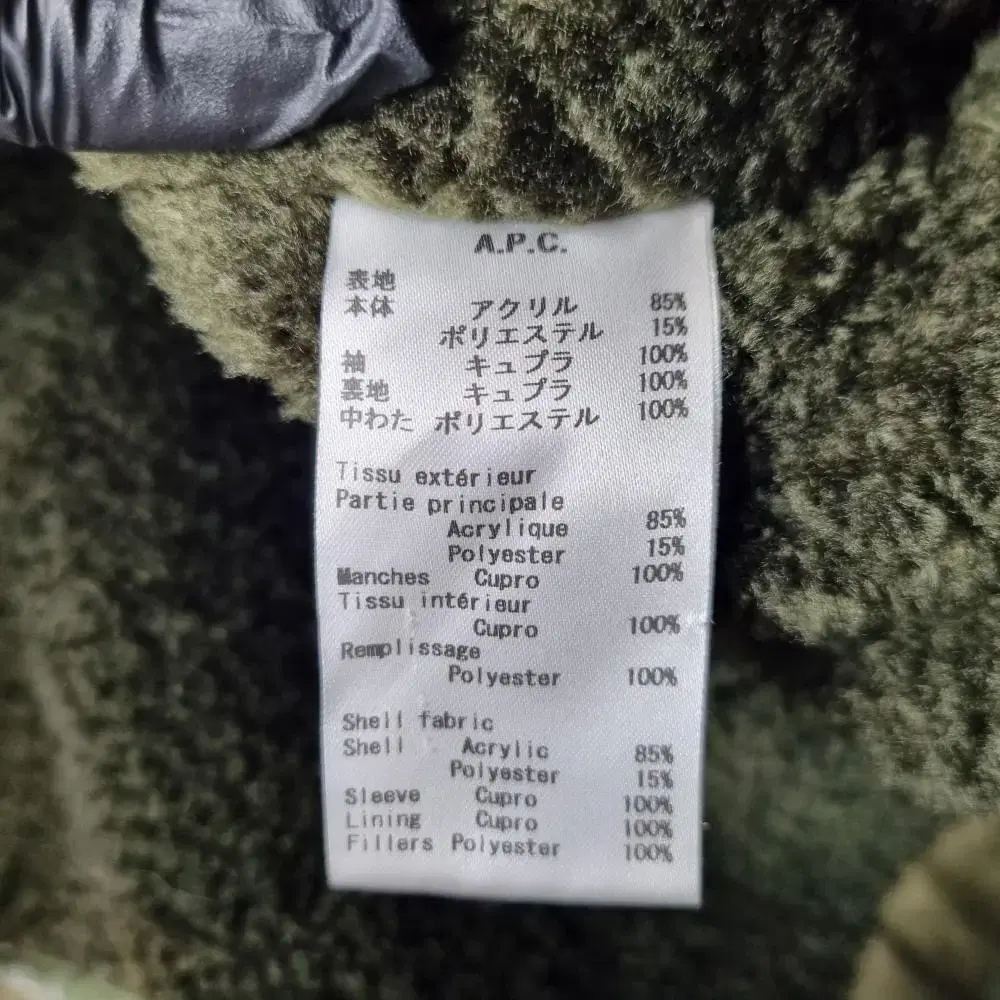 A.P.C.
表地
本体 アクリル 85%
ポリエステル 15%
袖 キュプラ 100%
裏地 キュプラ 100%
中わた ポリエステル 100%
Tissu extérieur
Partie principale
Acrylique 85%
Polyester 15%
Manches Cupro 100%
Tissu intérieur
Cupro 100%
Remplissage
Polyester 100%
Shell fabric
Shell Acrylic 85%
Polyester 15%
Sleeve Cupro 100%
Lining Cupro 100%
Fillers Polyester 100%